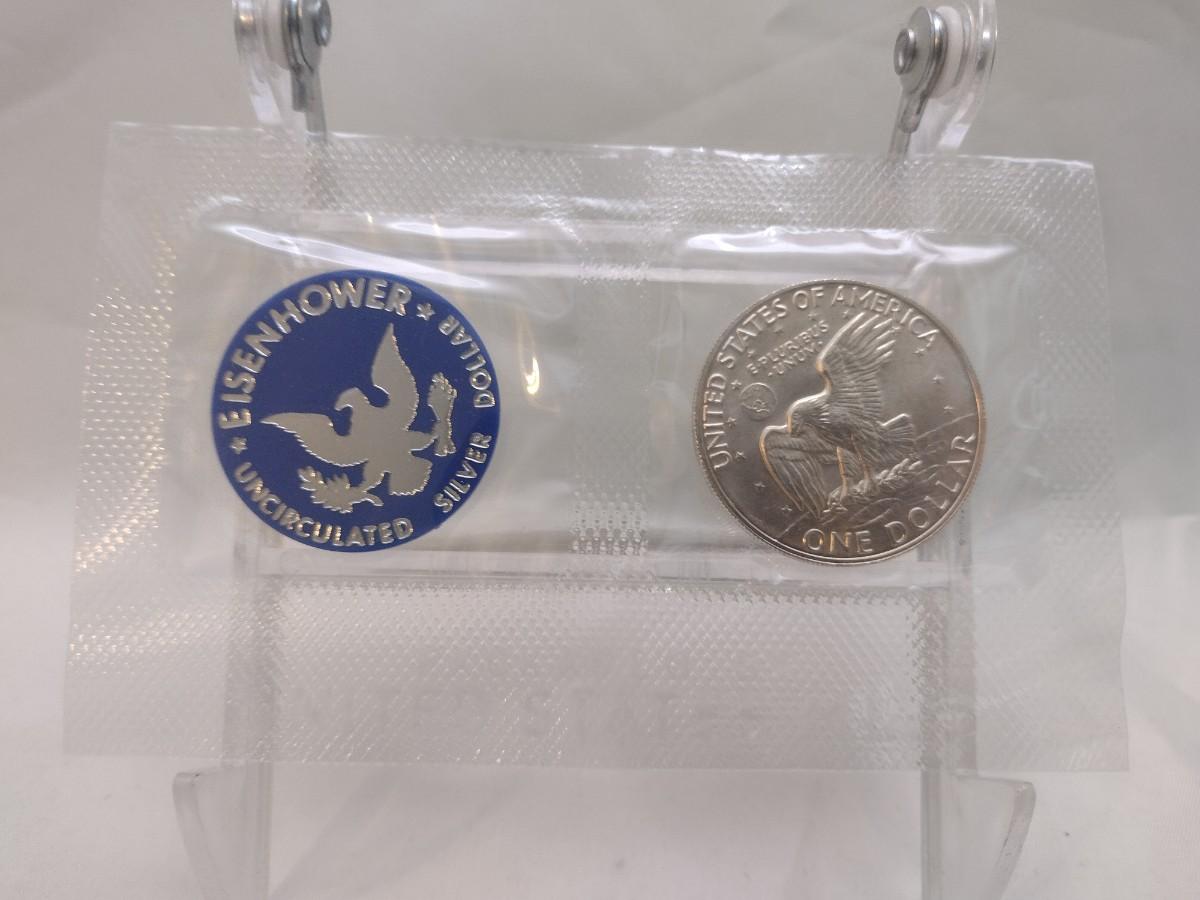 ★ EISENHOWER ★
UNCIRCULATED SILVER DOLLAR
UNITED STATES OF AMERICA
E PLURIBUS
UNUM
ONE DOLLAR